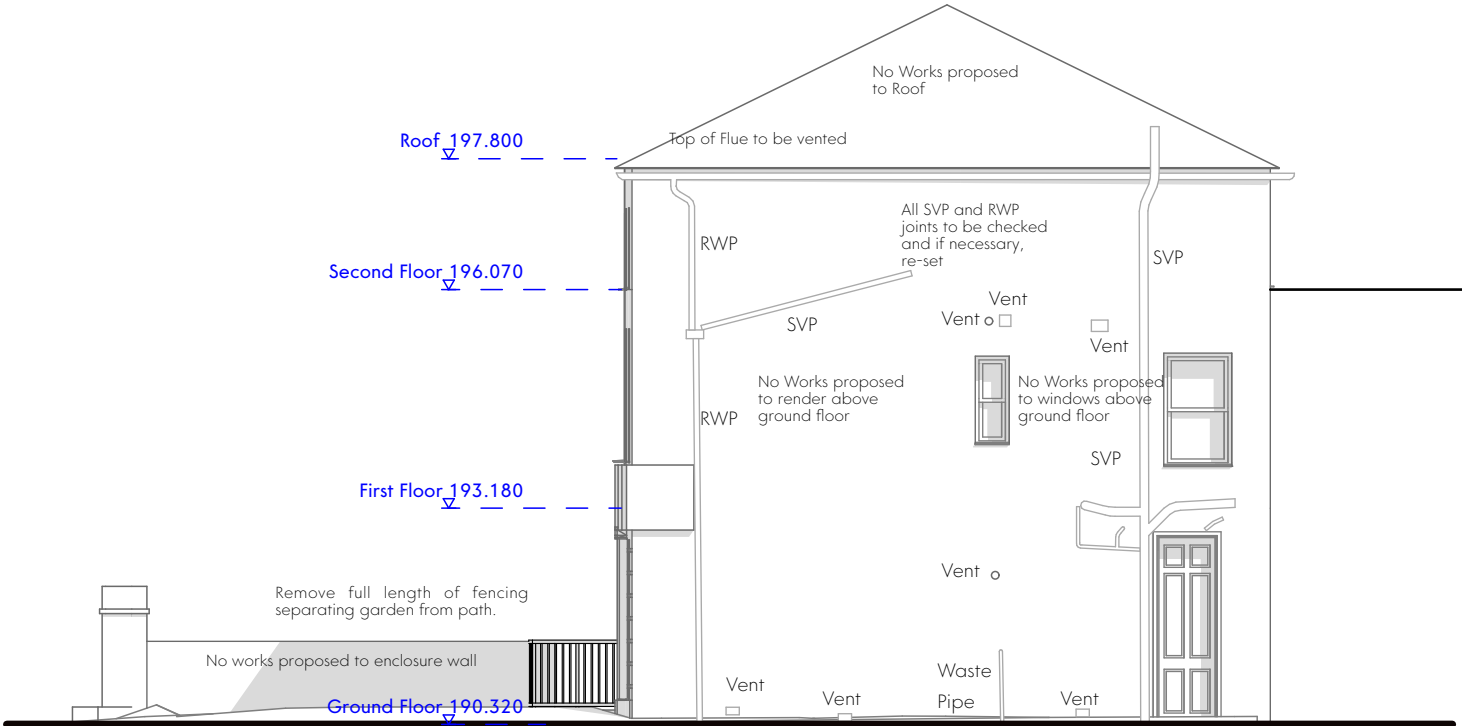 No Works proposed
to Roof
Roof 197.800
Top of Flue to be vented
All SVP and RWP
joints to be checked
and if necessary,
re-set
RWP
SVP
Second Floor 196.070
Vent
Vent
SVP
Vent
No Works proposed
to render above
ground floor
No Works proposed
to windows above
ground floor
RWP
SVP
First Floor 193.180
Vent
Remove full length of fencing
separating garden from path.
No works proposed to enclosure wall
Waste
Pipe
Vent
Vent
Vent
Ground Floor 190.320